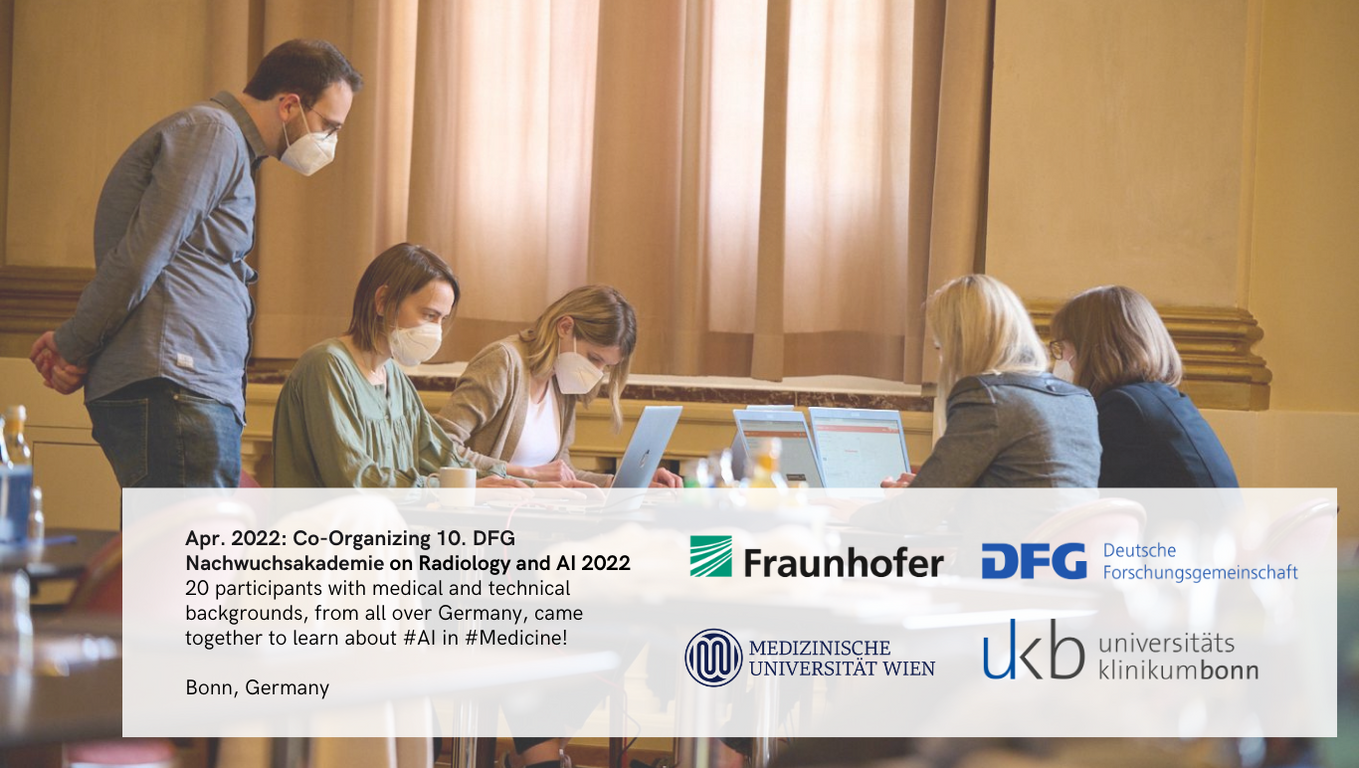 Apr. 2022: Co-Organizing 10. DFG
Nachwuchsakademie on Radiology and AI 2022
20 participants with medical and technical
backgrounds, from all over Germany, came
together to learn about #AI in #Medicine!
Bonn, Germany
Fraunhofer
DFG Deutsche
Forschungsgemeinschaft
MEDIZINISCHE
UNIVERSITÄT WIEN
ukb universitäts
klinikumbonn